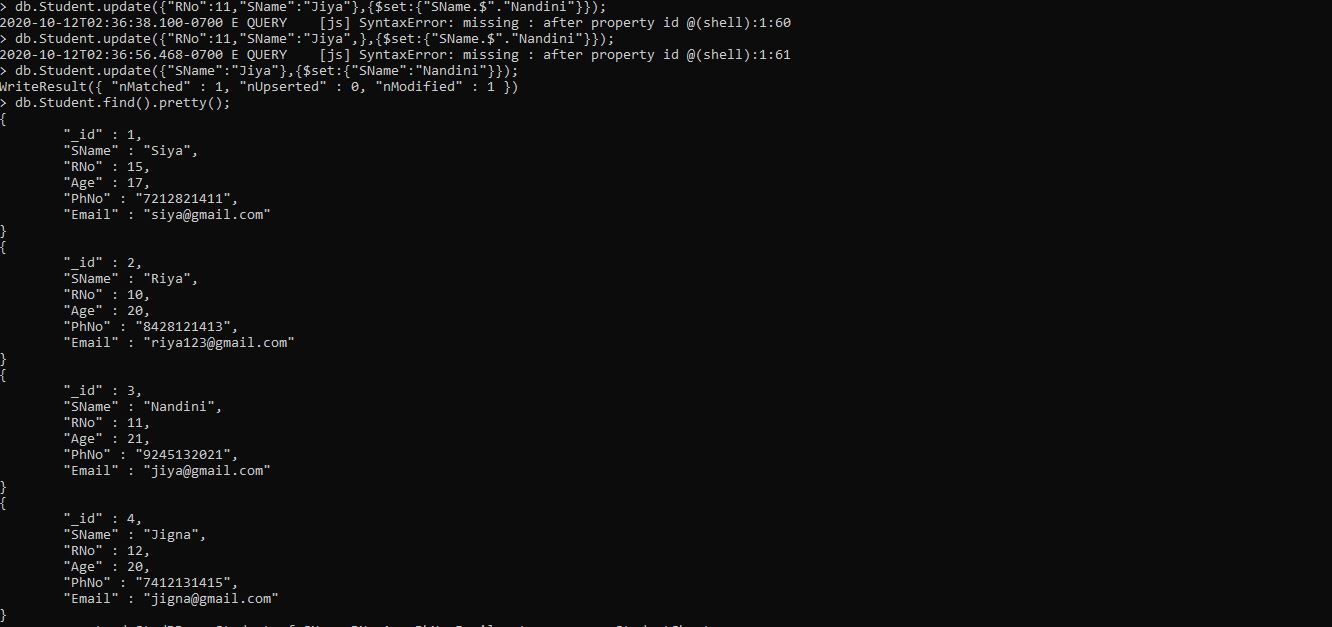 > db.Student.update({"RNo":11,"SName":"Jiya"},{$set:{"SName.$"."Nandini"}});
2020-10-12T02:36:38.100-0700 E QUERY    [js] SyntaxError: missing : after property id @(shell):1:60
> db.Student.update({"RNo":11,"SName":"Jiya",},{$set:{"SName.$"."Nandini"}});
2020-10-12T02:36:56.468-0700 E QUERY    [js] SyntaxError: missing : after property id @(shell):1:61
> db.Student.update({"SName":"Jiya"},{$set:{"SName":"Nandini"}});
WriteResult({ "nMatched" : 1, "nUpserted" : 0, "nModified" : 1 })
> db.Student.find().pretty();
{
"_id" : 1,
"SName" : "Siya",
"RNo" : 15,
"Age" : 17,
"PhNo" : "7212821411",
"Email" : "siya@gmail.com"
}
{
"_id" : 2,
"SName" : "Riya",
"RNo" : 10,
"Age" : 20,
"PhNo" : "8428121413",
"Email" : "riya123@gmail.com"
}
{
"_id" : 3,
"SName" : "Nandini",
"RNo" : 11,
"Age" : 21,
"PhNo" : "9245132021",
"Email" : "jiya@gmail.com"
}
{
"_id" : 4,
"SName" : "Jigna",
"RNo" : 12,
"Age" : 20,
"PhNo" : "7412131415",
"Email" : "jigna@gmail.com"
}